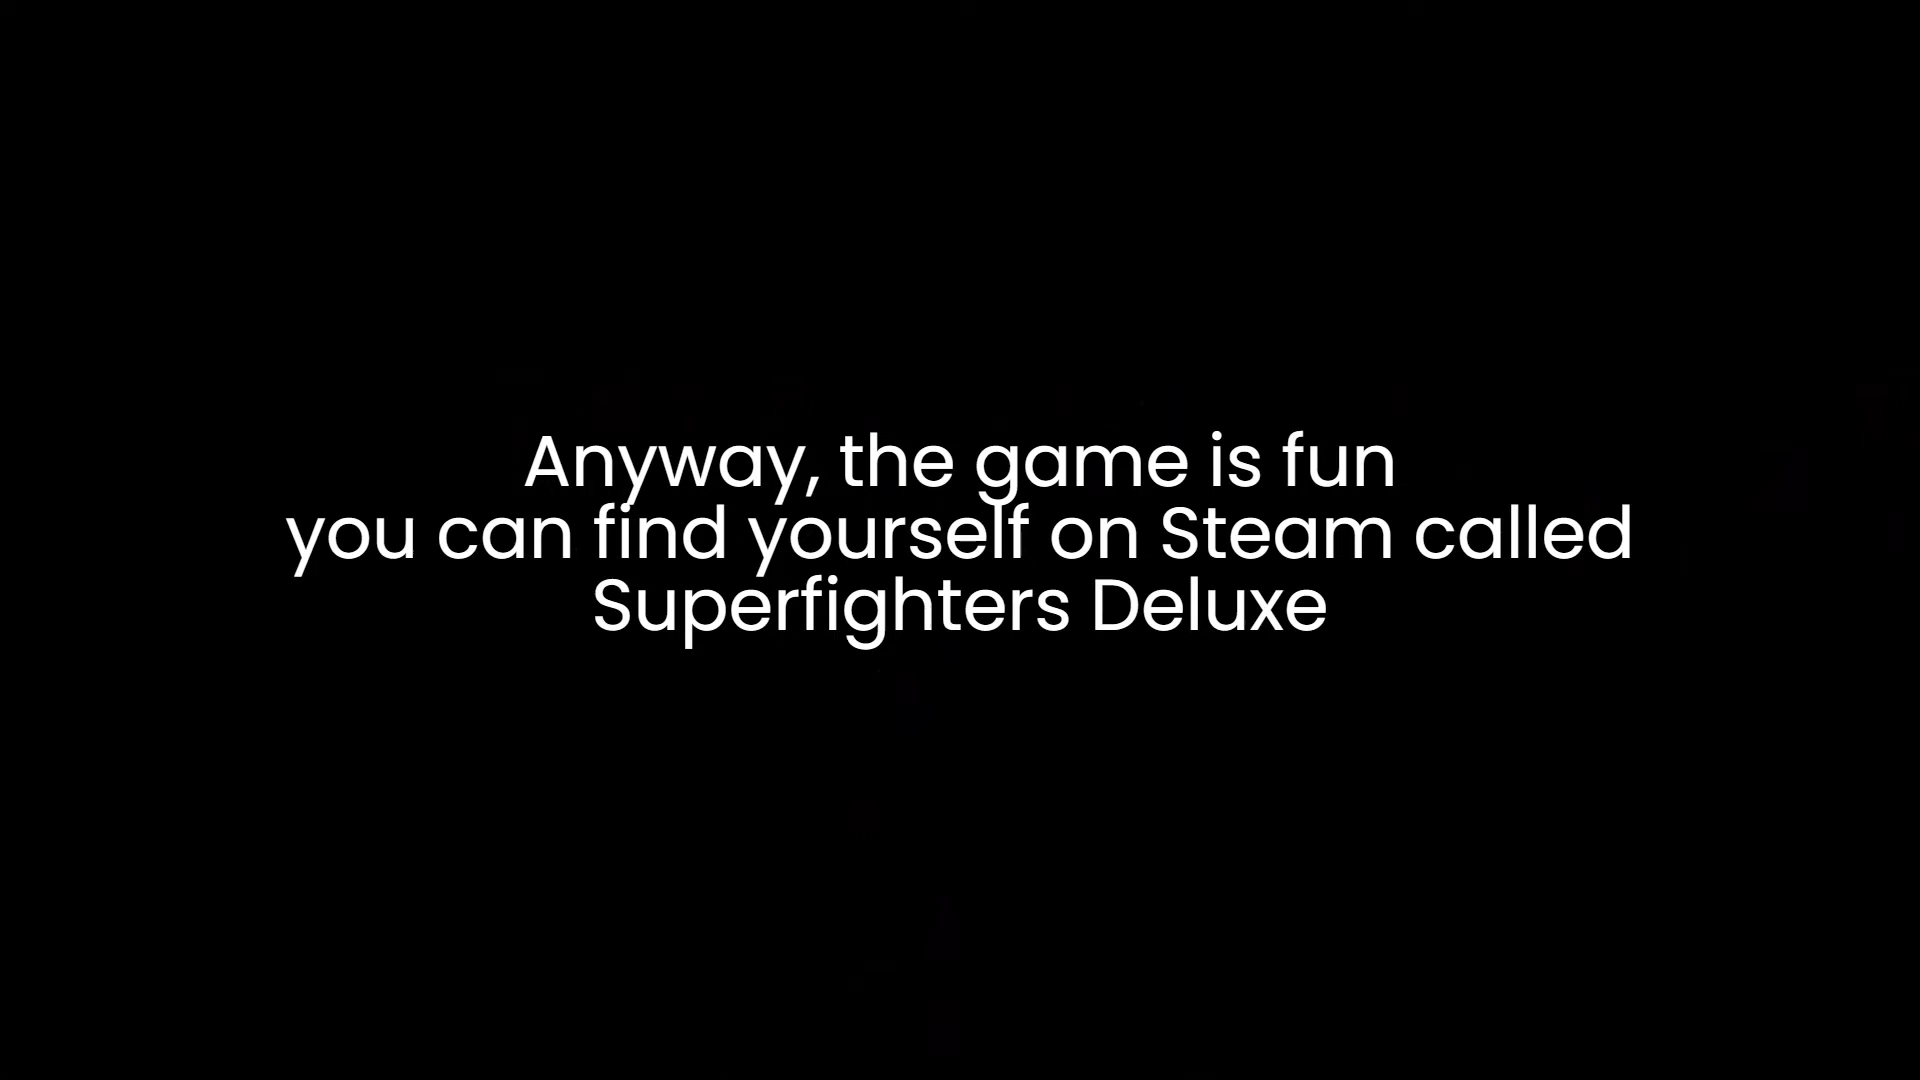 Anyway, the game is fun
you can find yourself on Steam called
Superfighters Deluxe